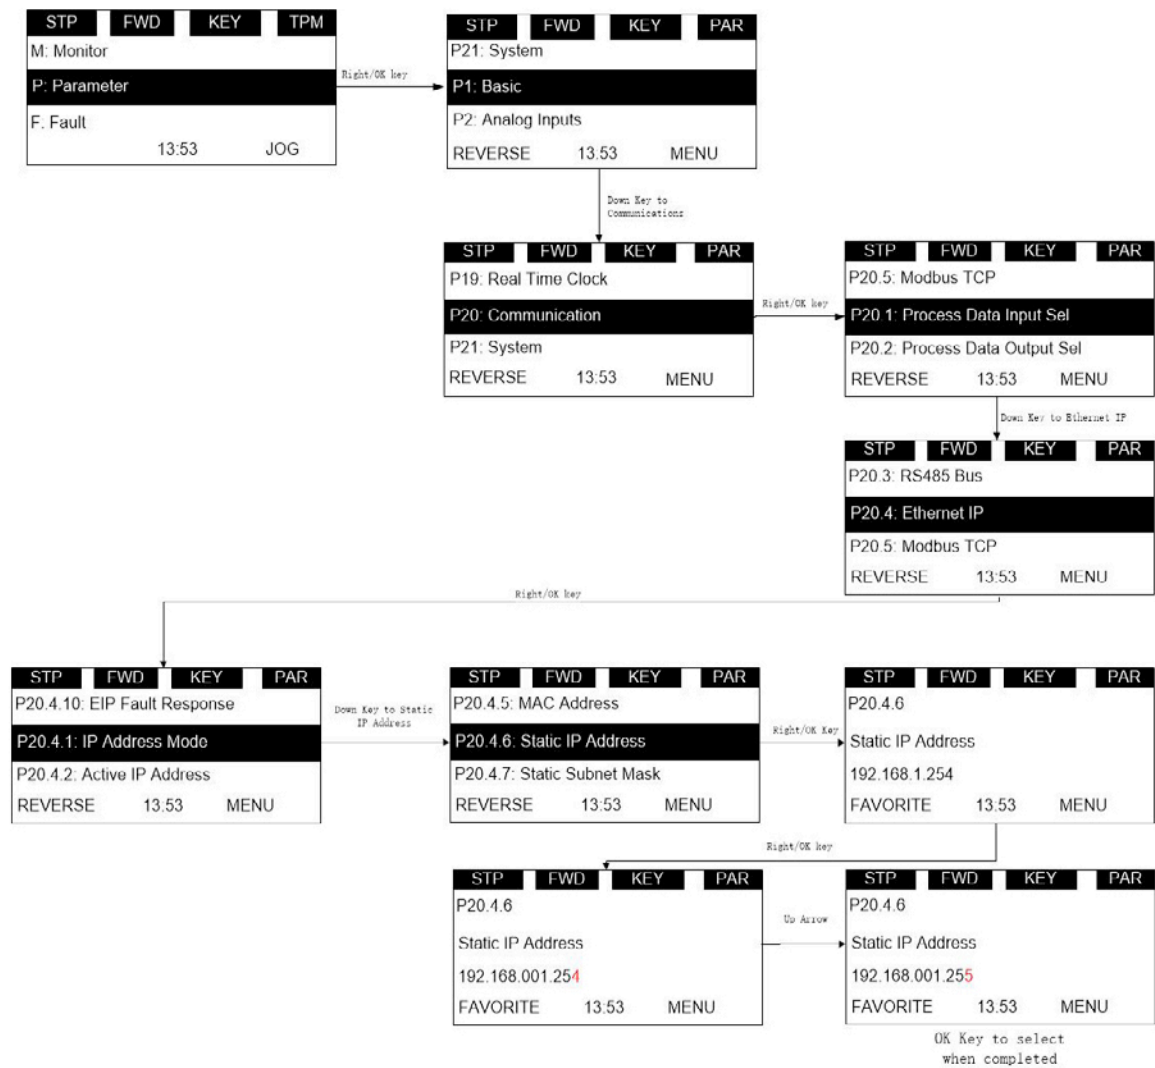 STP FWD KEY TPM
M: Monitor
P: Parameter
F: Fault
13:53 JOG
Right/OK key
STP FWD KEY PAR
P21: System
P1: Basic
P2: Analog Inputs
REVERSE 13.53 MENU
Down Key to
Communications
STP FWD KEY PAR
P19: Real Time Clock
P20: Communication
P21: System
REVERSE 13:53 MENU
Right/OK key
STP FWD KEY PAR
P20.5: Modbus TCP
P20.1: Process Data Input Sel
P20.2: Process Data Output Sel
REVERSE 13:53 MENU
Down Key to Ethernet IP
STP FWD KEY PAR
P20.3: RS485 Bus
P20.4: Ethernet IP
P20.5: Modbus TCP
REVERSE 13:53 MENU
Right/OK key
STP FWD KEY PAR
P20.4.10: EIP Fault Response
P20.4.1: IP Address Mode
P20.4.2: Active IP Address
REVERSE 13:53 MENU
Down Key to Static
IP Address
STP FWD KEY PAR
P20.4.5: MAC Address
P20.4.6: Static IP Address
P20.4.7: Static Subnet Mask
REVERSE 13:53 MENU
Right/OK Key
STP FWD KEY PAR
P20.4.6
Static IP Address
192.168.1.254
FAVORITE 13:53 MENU
Right/OK key
STP FWD KEY PAR
P20.4.6
Static IP Address
192.168.001.254
FAVORITE 13:53 MENU
Up Arrow
STP FWD KEY PAR
P20.4.6
Static IP Address
192.168.001.255
FAVORITE 13.53 MENU
OK Key to select
when completed